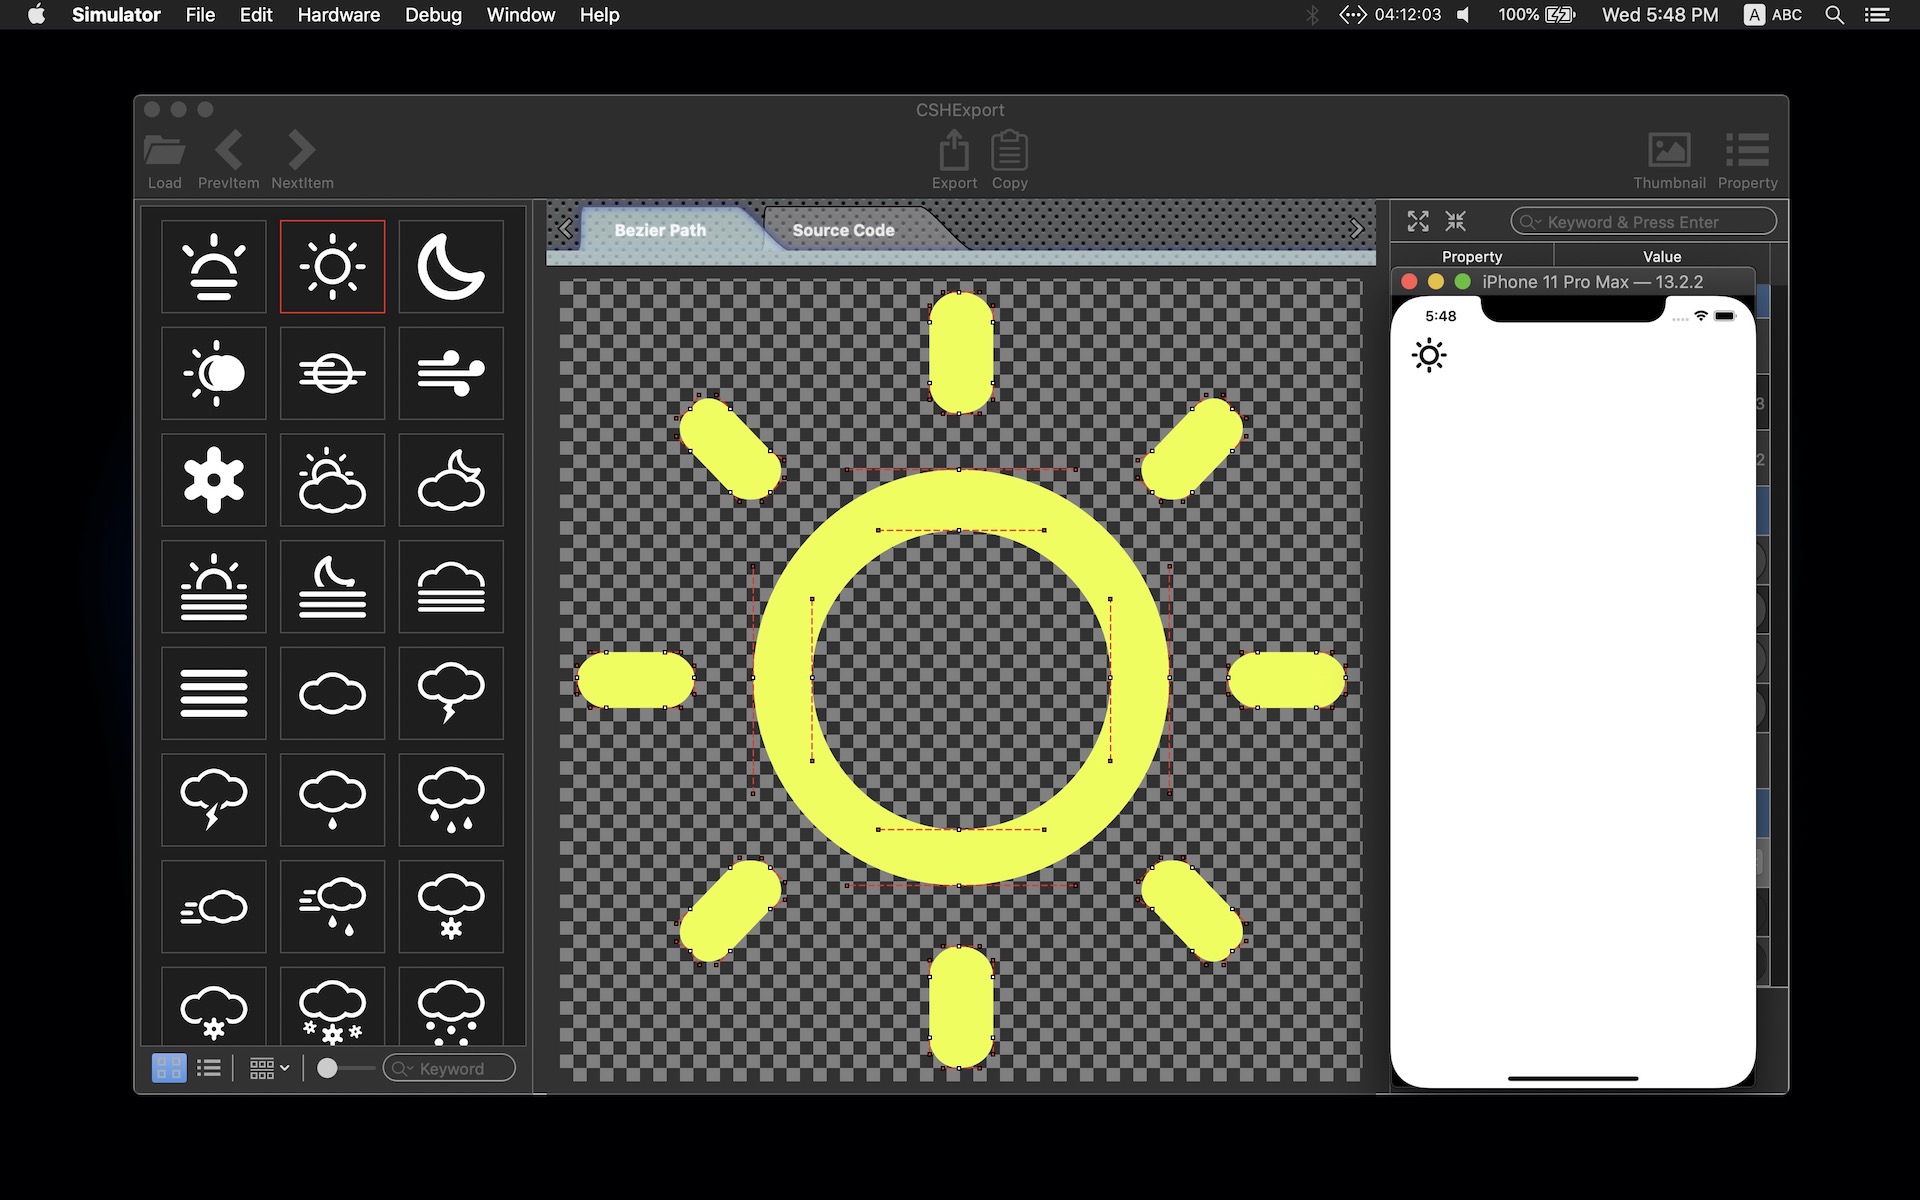 Simulator File Edit Hardware Debug Window Help 04:12:03 100% Wed 5:48 PM A ABC
CSHExport
Load PrevItem NextItem Export Copy Thumbnail Property
Bezier Path Source Code
Keyword & Press Enter
Property Value
iPhone 11 Pro Max — 13.2.2
5:48
3
2
Keyword